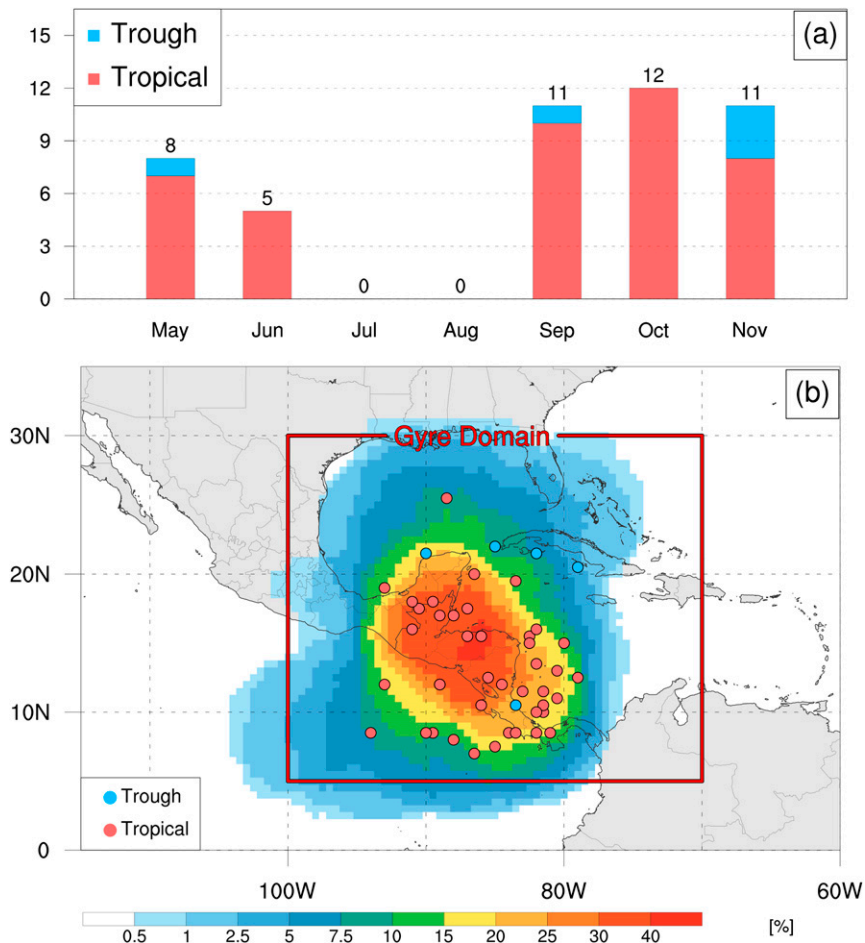 15
12
9
6
3
0
Trough
Tropical
(a)
8
5
0
0
11
12
11
May Jun Jul Aug Sep Oct Nov
(b)
Gyre Domain
30N
20N
10N
0
Trough
Tropical
100W 80W 60W
0.5 1 2.5 5 7.5 10 15 20 25 30 40 [%]